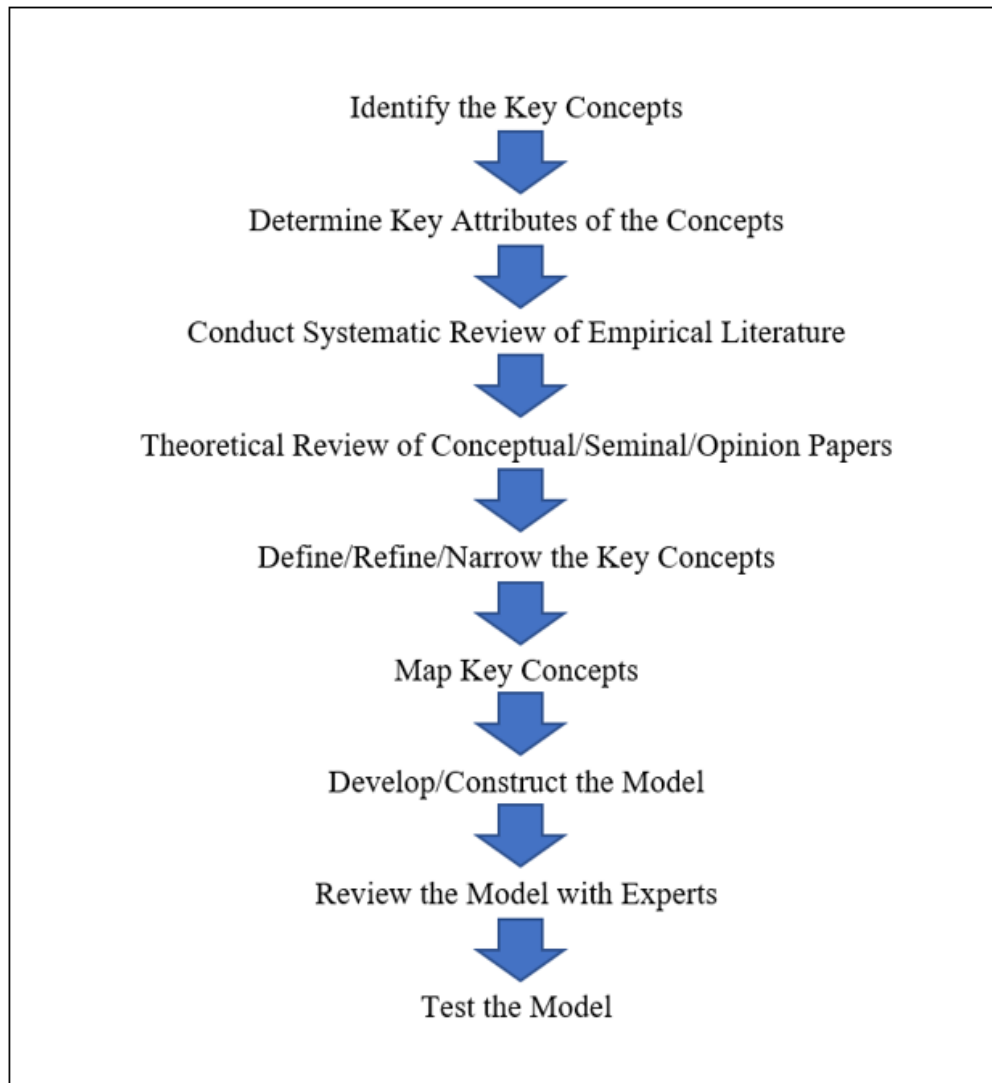 Identify the Key Concepts
Determine Key Attributes of the Concepts
Conduct Systematic Review of Empirical Literature
Theoretical Review of Conceptual/Seminal/Opinion Papers
Define/Refine/Narrow the Key Concepts
Map Key Concepts
Develop/Construct the Model
Review the Model with Experts
Test the Model